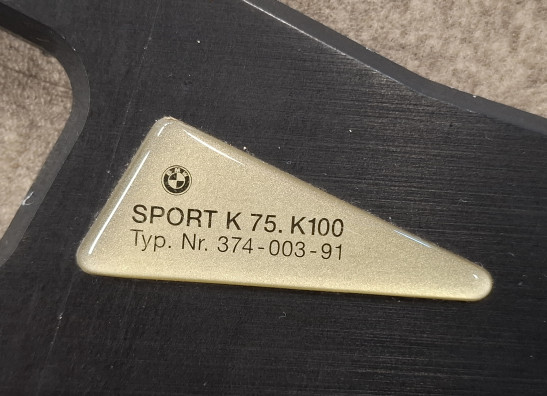 BMW
SPORT K 75. K100
Typ. Nr. 374-003-91